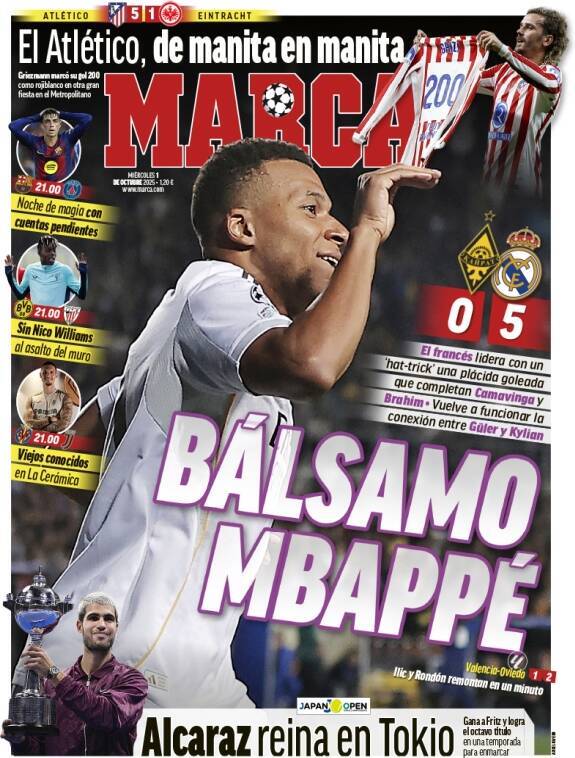 ATLÉTICO 5 1 EINTRACHT
El Atlético, de manita en manita
Griezmann marcó su gol 200
como rojiblanco en otra gran
fiesta en el Metropolitano
GRIZI
200
MARCA
MIÉRCOLES 1
DE OCTUBRE 2025 - 1,20 €
www.marca.com
21.00
Noche de magia con
cuentas pendientes
21.00
Sin Nico Williams
al asalto del muro
21.00
Viejos conocidos
en La Cerámica
KAIRAT
0 5
El francés lidera con un
'hat-trick' una plácida goleada
que completan Camavinga y
Brahim • Vuelve a funcionar la
conexión entre Güler y Kylian
BÁLSAMO
MBAPPÉ
Valencia-Oviedo 1 2
Ilic y Rondón remontan en un minuto
JAPAN OPEN
Alcaraz reina en Tokio
Gana a Fritz y logra
el octavo título
en una temporada
para enmarcar